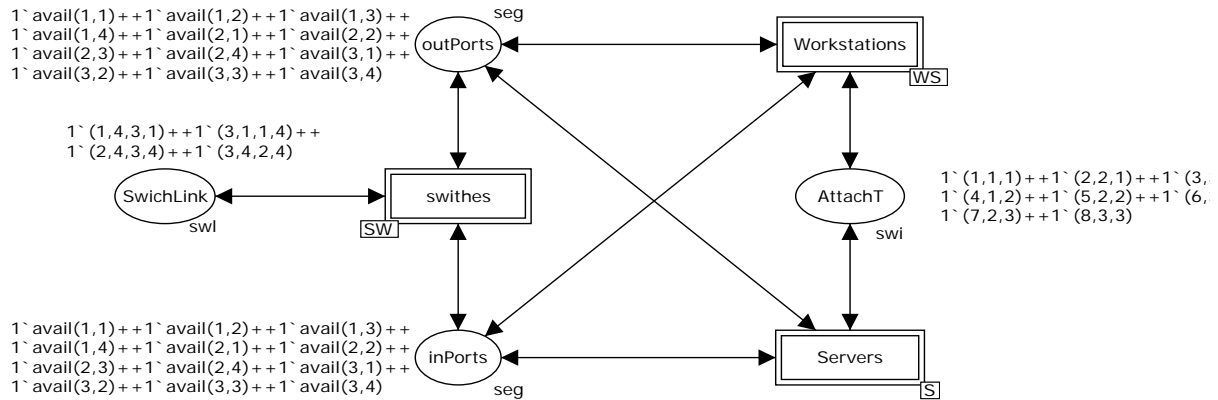 1`avail(1,1)++1`avail(1,2)++1`avail(1,3)++
1`avail(1,4)++1`avail(2,1)++1`avail(2,2)++
1`avail(2,3)++1`avail(2,4)++1`avail(3,1)++
1`avail(3,2)++1`avail(3,3)++1`avail(3,4)
seg
outPorts
Workstations
WS
1`(1,4,3,1)++1`(3,1,1,4)++
1`(2,4,3,4)++1`(3,4,2,4)
SwichLink
swl
swithes
SW
AttachT
swi
1`(1,1,1)++1`(2,2,1)++1`(3,
1`(4,1,2)++1`(5,2,2)++1`(6,
1`(7,2,3)++1`(8,3,3)
1`avail(1,1)++1`avail(1,2)++1`avail(1,3)++
1`avail(1,4)++1`avail(2,1)++1`avail(2,2)++
1`avail(2,3)++1`avail(2,4)++1`avail(3,1)++
1`avail(3,2)++1`avail(3,3)++1`avail(3,4)
inPorts
seg
Servers
S